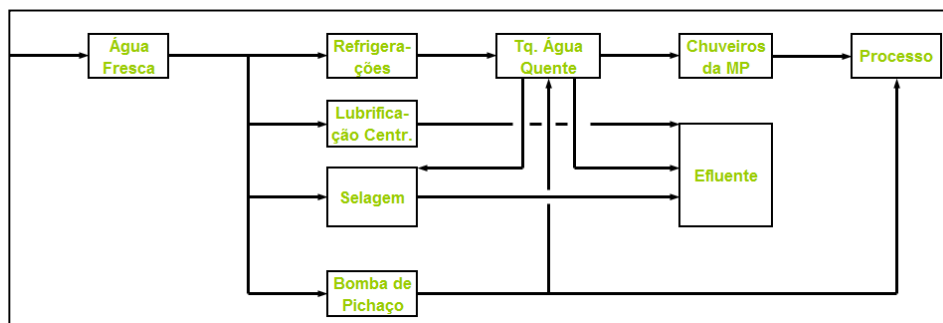 Água
Fresca
Refrigera-
ções
Tq. Água
Quente
Chuveiros
da MP
Processo
Lubrifica-
ção Centr.
Efluente
Selagem
Bomba de
Pichaço